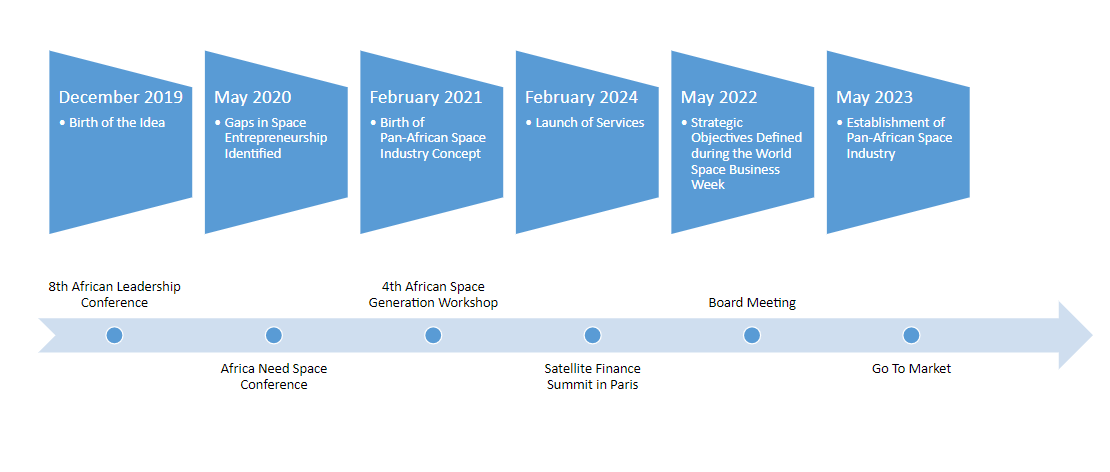 December 2019
• Birth of the Idea
May 2020
• Gaps in Space
Entrepreneurship
Identified
February 2021
• Birth of
Pan-African Space
Industry Concept
February 2024
• Launch of Services
May 2022
• Strategic
Objectives Defined
during the World
Space Business
Week
May 2023
• Establishment of
Pan-African Space
Industry
8th African Leadership
Conference
4th African Space
Generation Workshop
Board Meeting
Africa Need Space
Conference
Satellite Finance
Summit in Paris
Go To Market